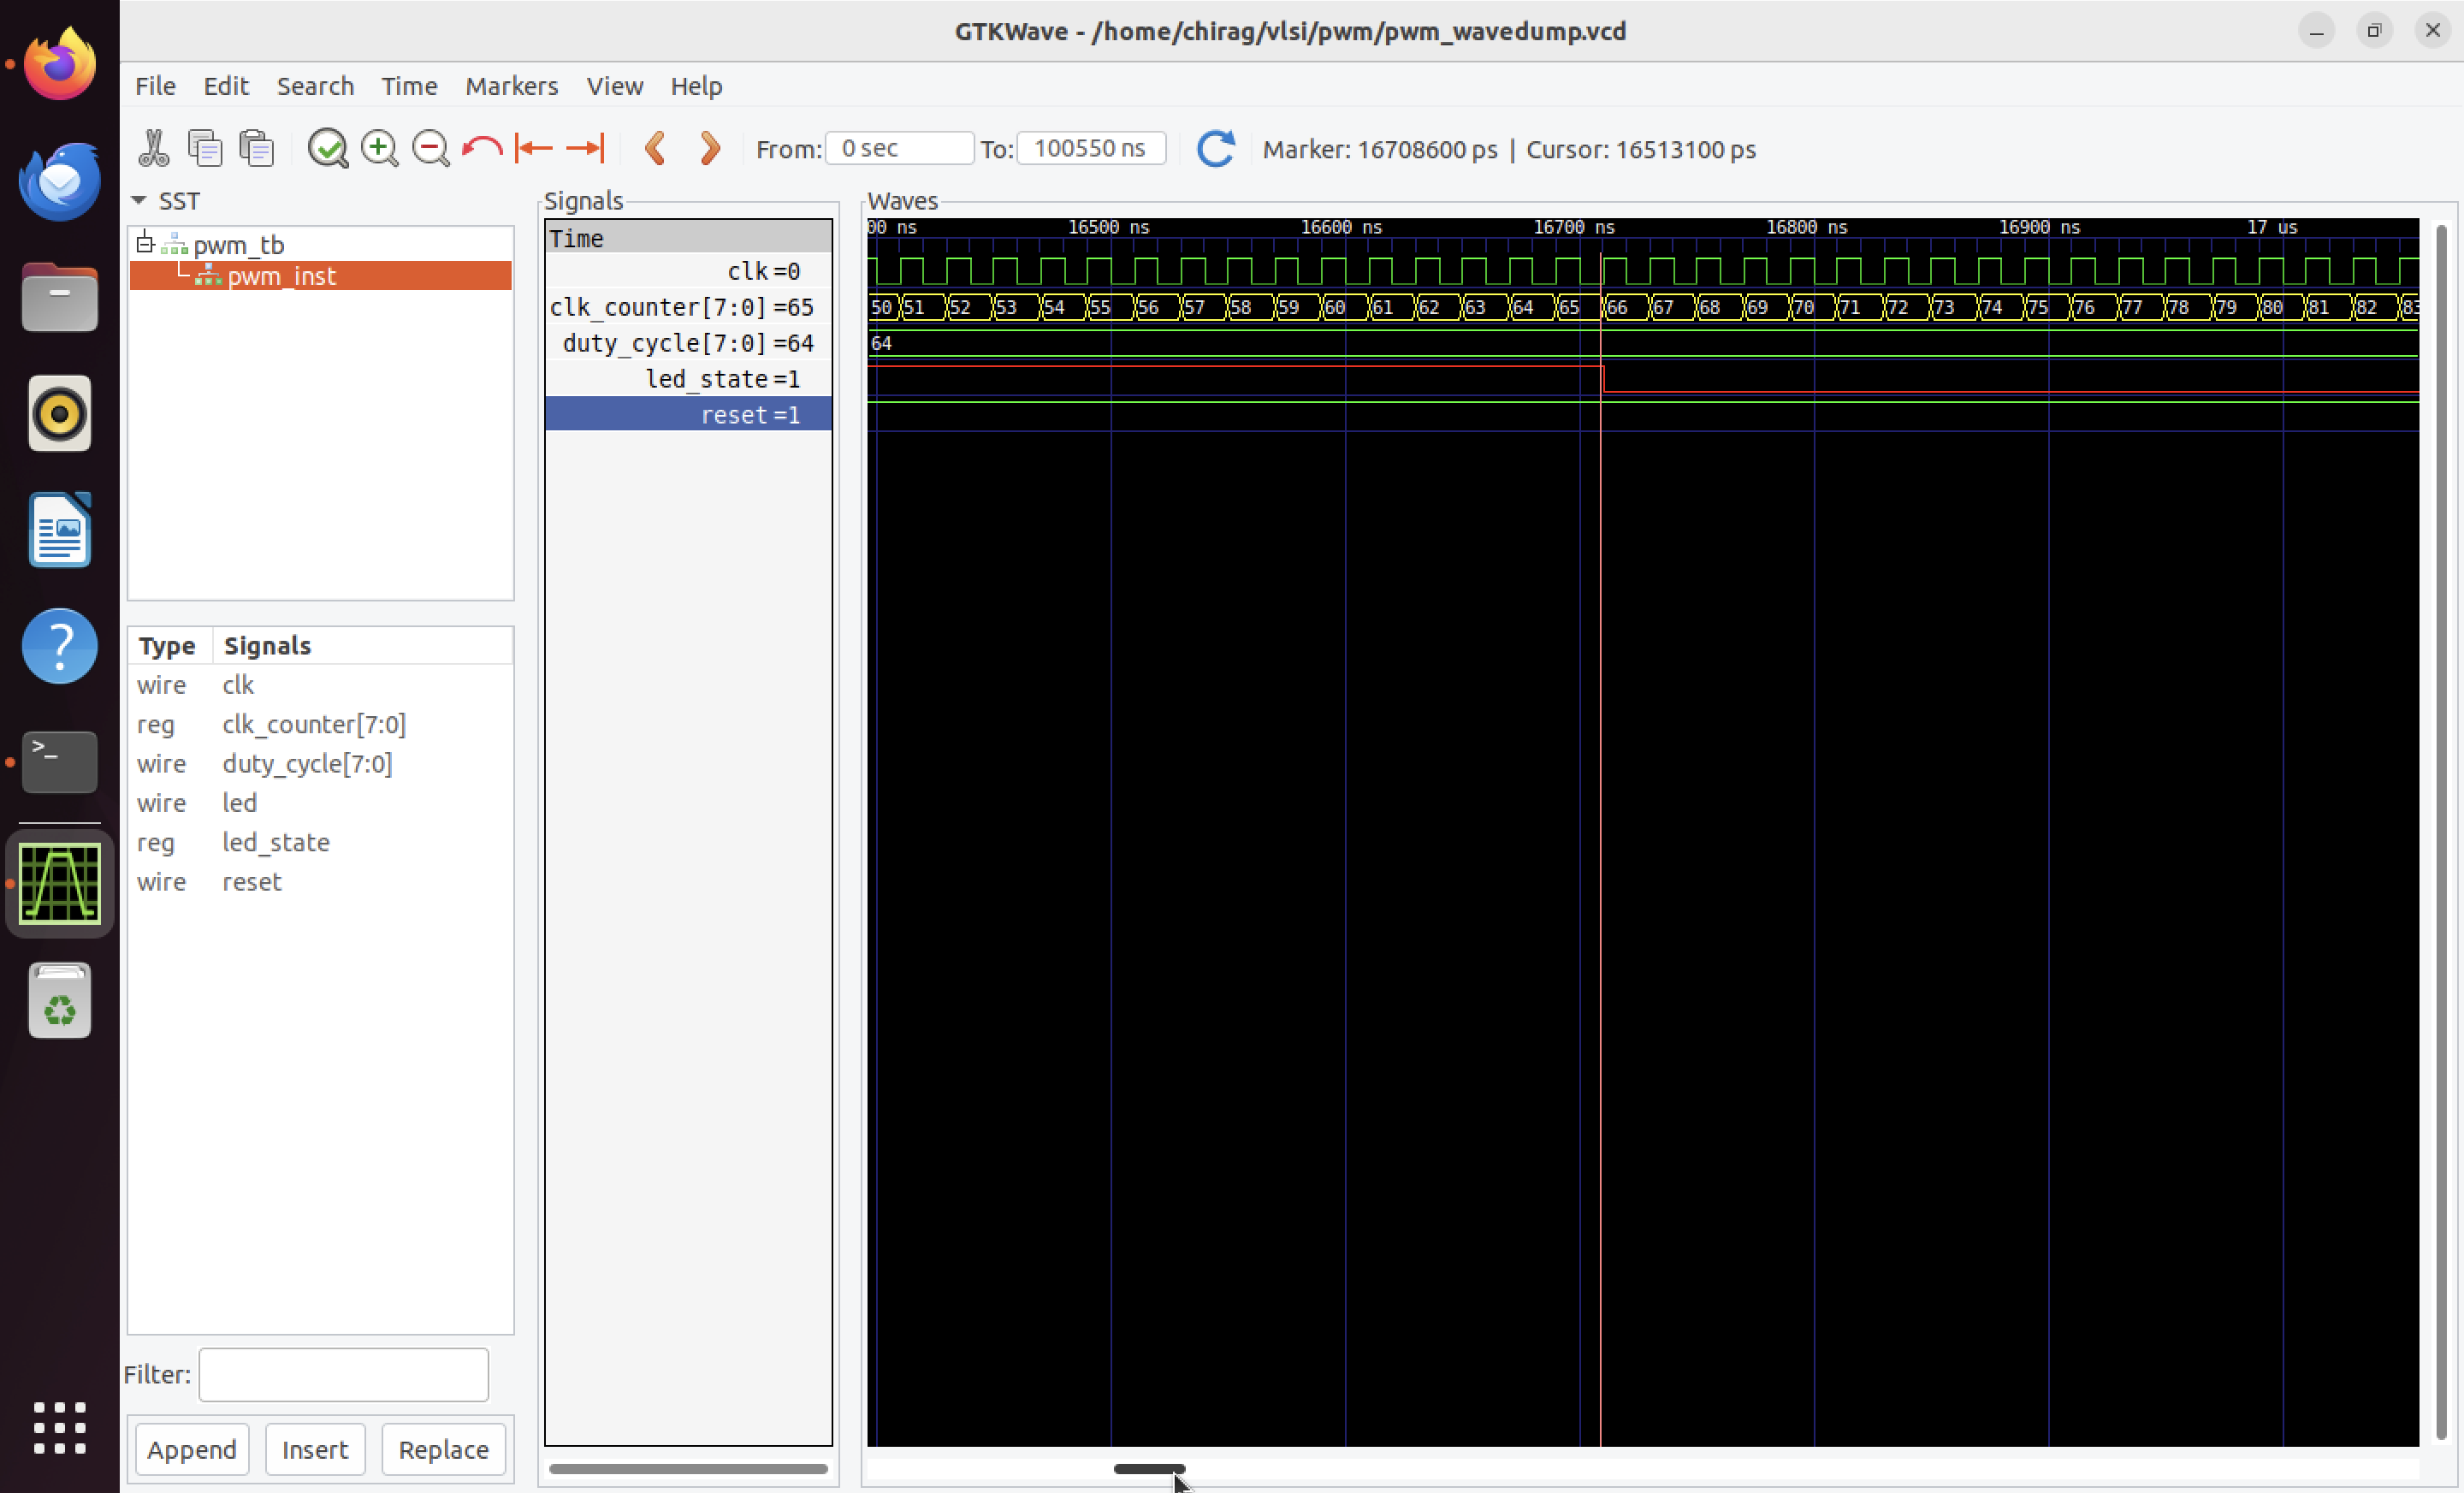 GTKWave - /home/chirag/vlsi/pwm/pwm_wavedump.vcd
File Edit Search Time Markers View Help
From: 0 sec To: 100550 ns Marker: 16708600 ps | Cursor: 16513100 ps
SST
pwm_tb
pwm_inst
Type Signals
wire clk
reg clk_counter[7:0]
wire duty_cycle[7:0]
wire led
reg led_state
wire reset
Filter:
Append Insert Replace
Signals
Time
clk =0
clk_counter[7:0] =65
duty_cycle[7:0] =64
led_state =1
reset =1
Waves
00 ns 16500 ns 16600 ns 16700 ns 16800 ns 16900 ns 17 us
50 51 52 53 54 55 56 57 58 59 60 61 62 63 64 65 66 67 68 69 70 71 72 73 74 75 76 77 78 79 80 81 82 83
64